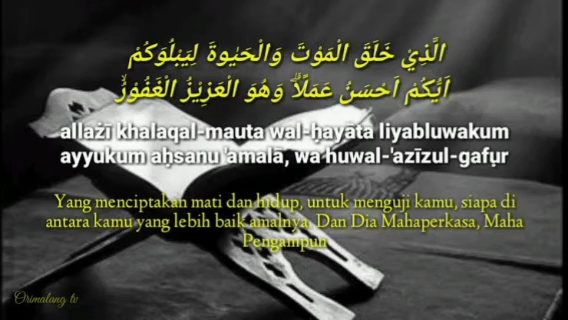 الَّذِيْ خَلَقَ الْمَوْتَ وَالْحَيٰوةَ لِيَبْلُوَكُمْ
اَيُّكُمْ اَحْسَنُ عَمَلًاۗ وَهُوَ الْعَزِيْزُ الْغَفُوْرُۙ
allażī khalaqal-mauta wal-ḥayāta liyabluwakum
ayyukum aḥsanu 'amalā, wa huwal-'azīzul-gafụr
Yang menciptakan mati dan hidup, untuk menguji kamu, siapa di
antara kamu yang lebih baik amalnya. Dan Dia Mahaperkasa, Maha
Pengampun
Orimalang tv